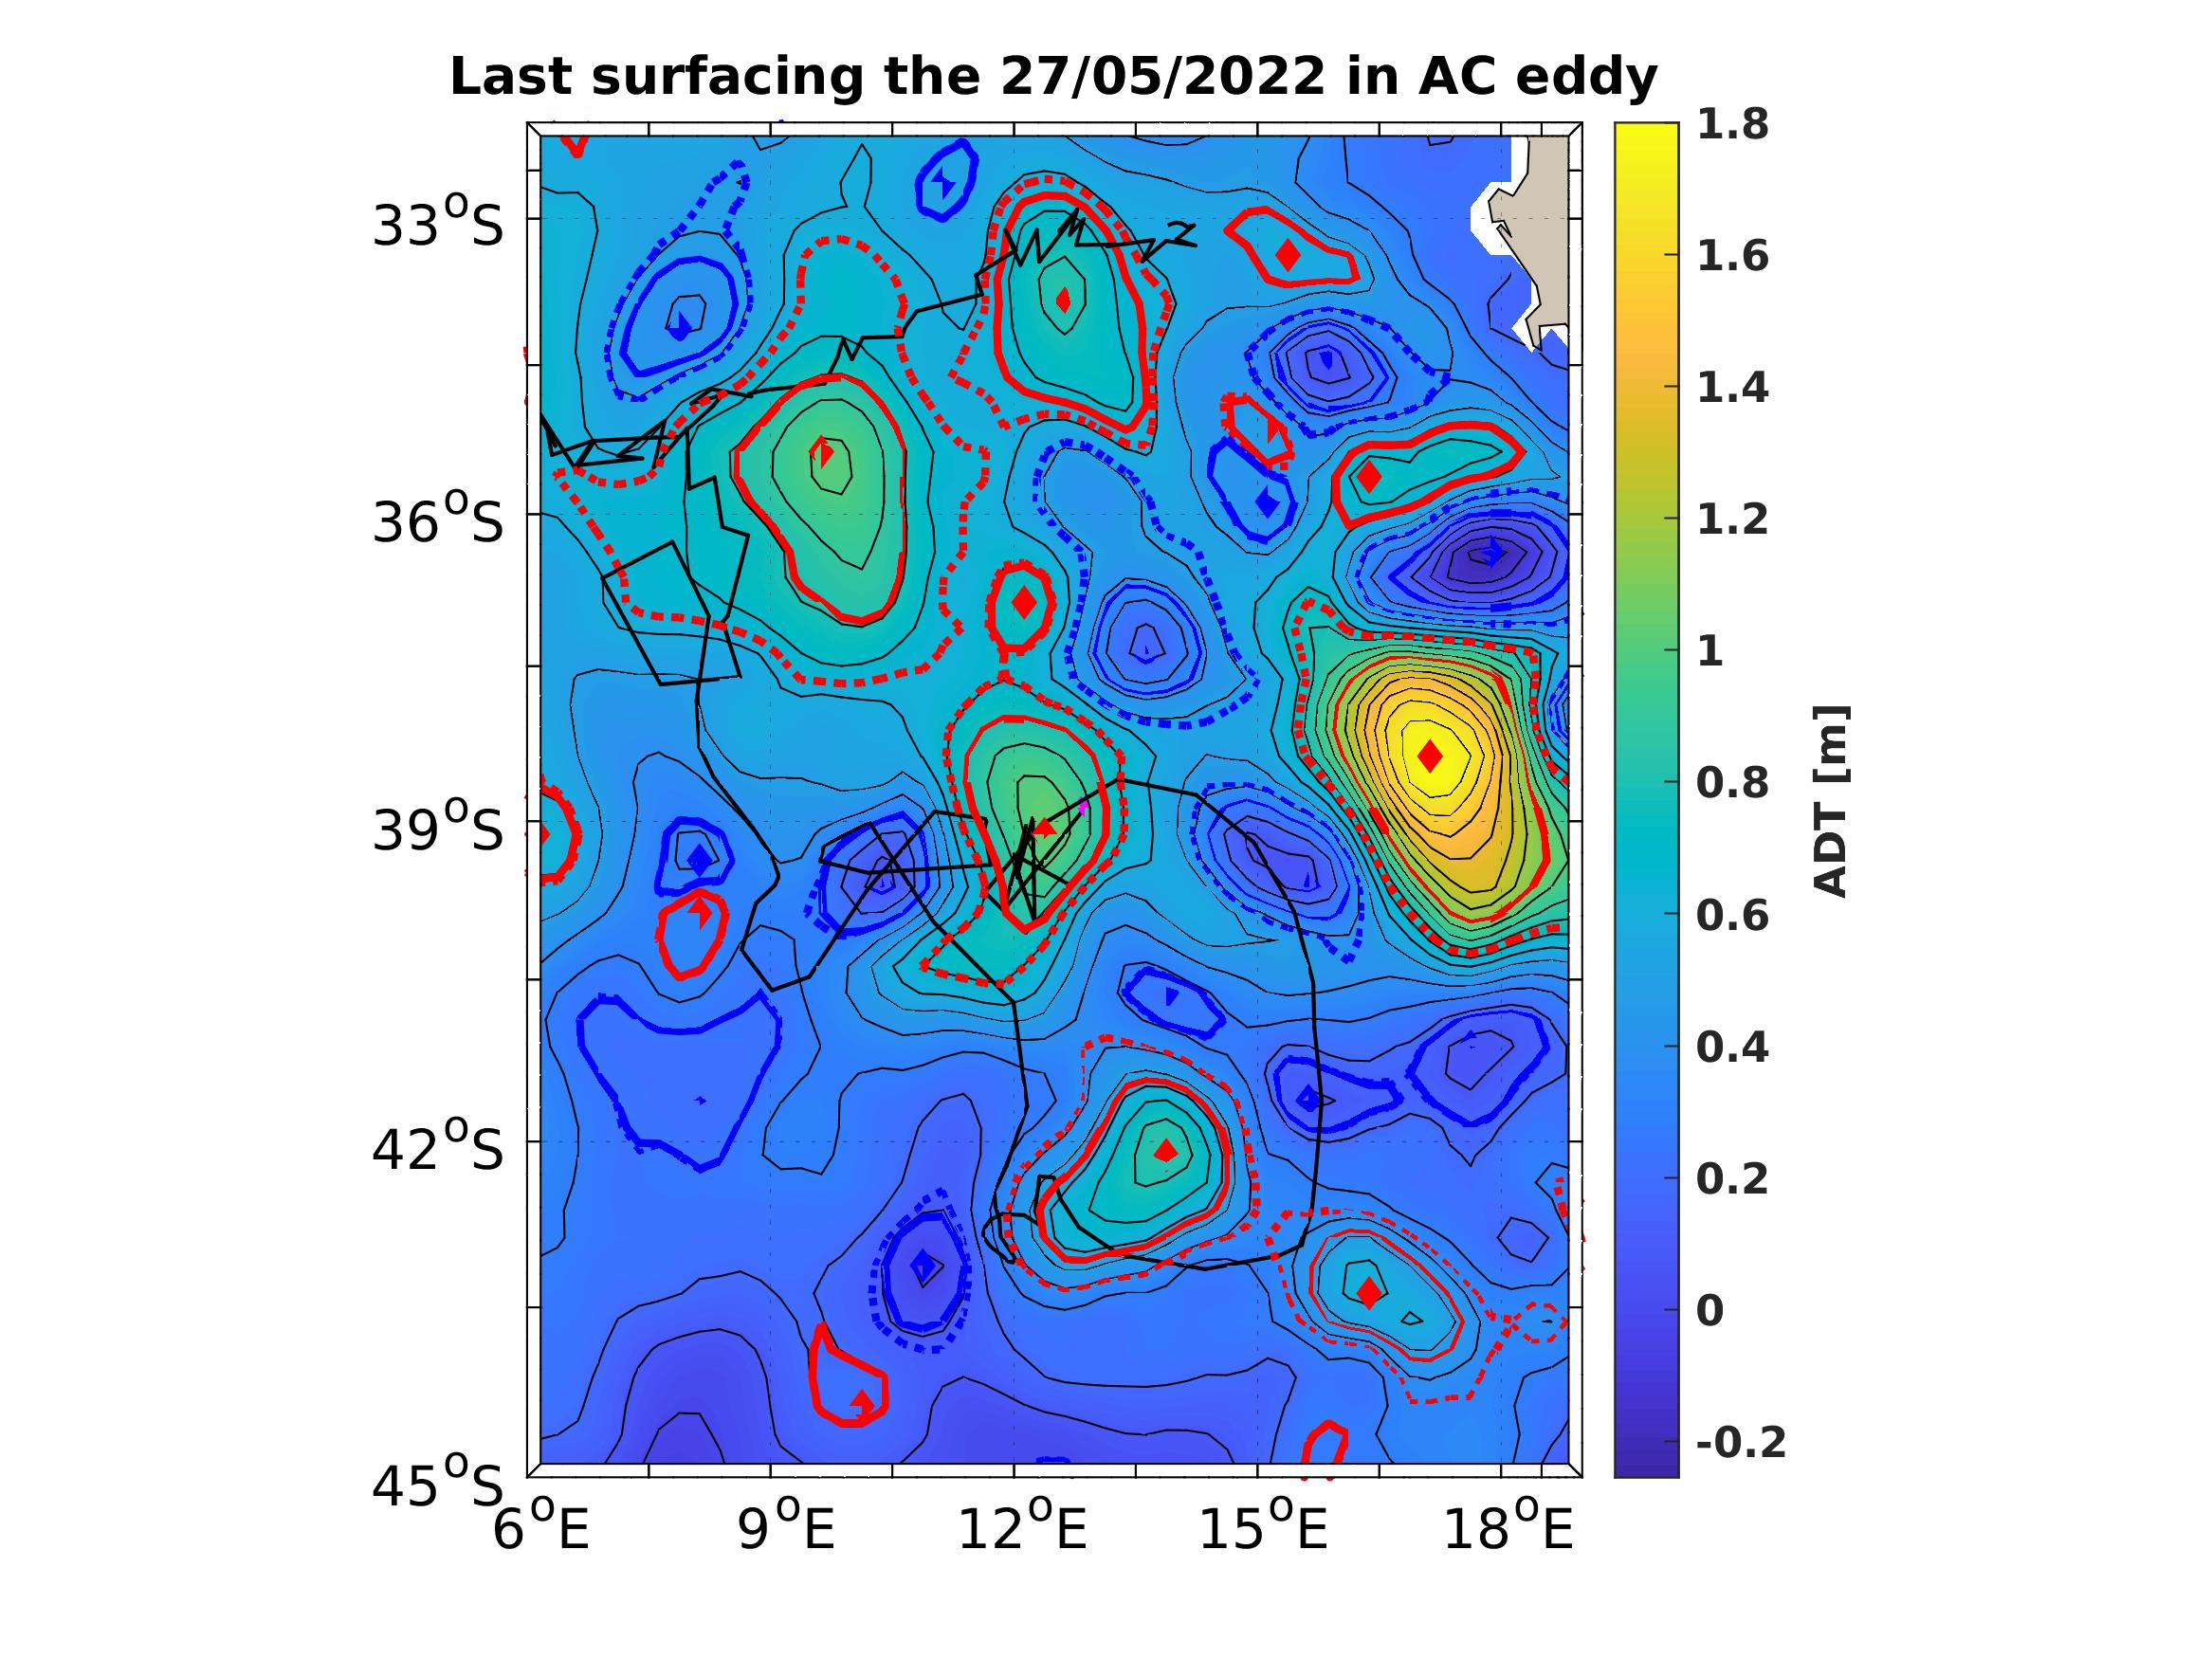 Last surfacing the 27/05/2022 in AC eddy
33°S
36°S
39°S
42°S
45°S
6°E
9°E
12°E
15°E
18°E
1.8
1.6
1.4
1.2
1
0.8
0.6
0.4
0.2
0
-0.2
ADT [m]